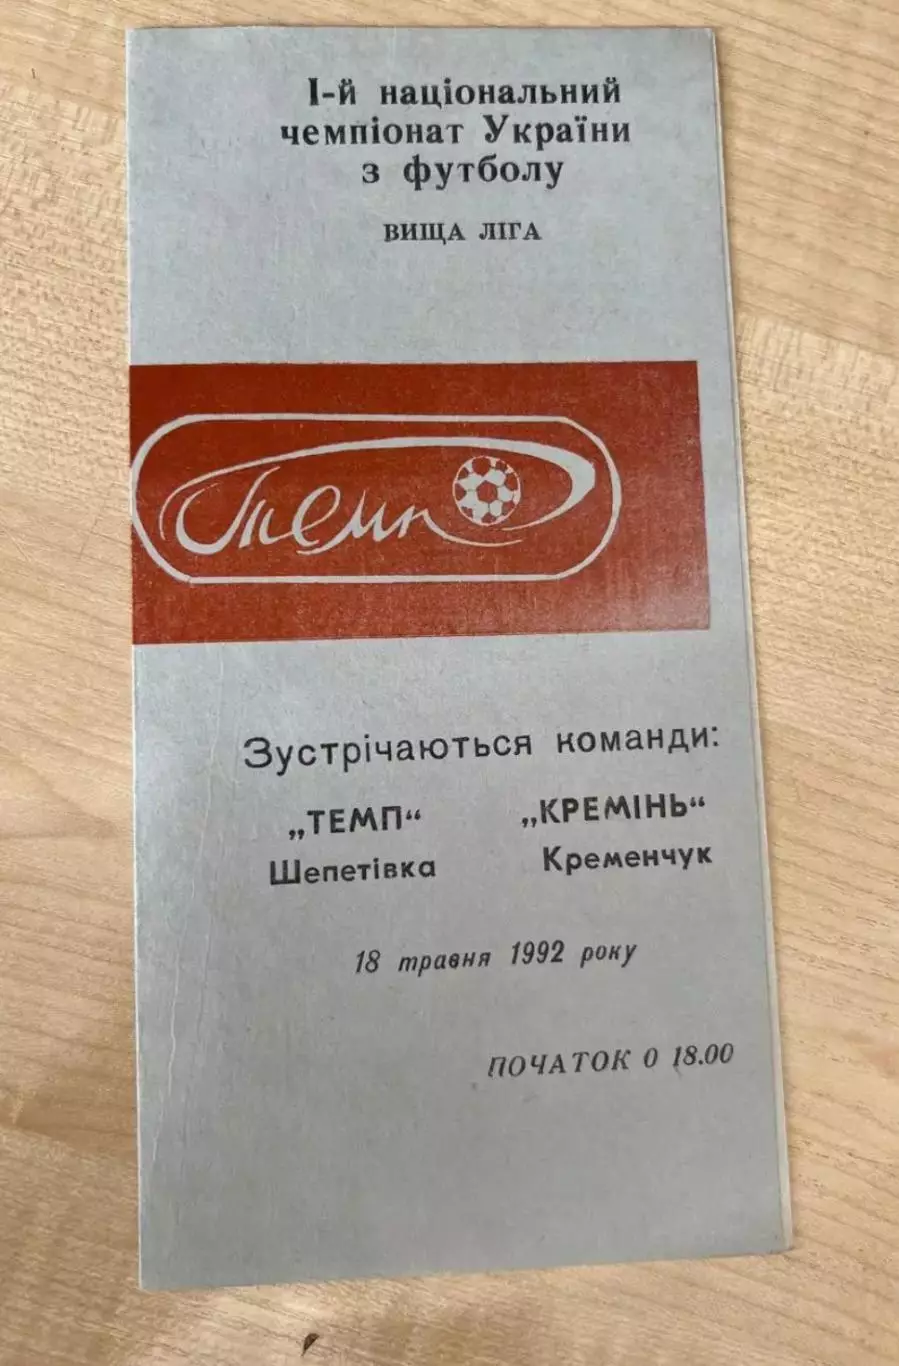 І-й національний
чемпіонат України
з футболу
ВИЩА ЛІГА
Темп
Зустрічаються команди:
„ТЕМП“ „КРЕМІНЬ“
Шепетівка Кременчук
18 травня 1992 року
ПОЧАТОК О 18.00